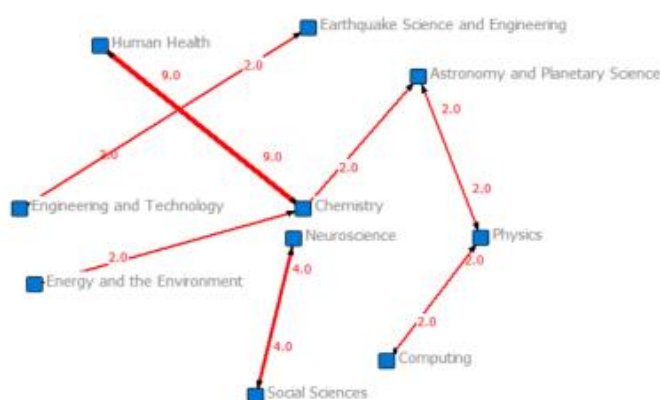 Earthquake Science and Engineering
Human Health
9.0
2.0
Astronomy and Planetary Science
2.0
2.0
9.0
2.0
2.0
Engineering and Technology
Chemistry
Neuroscience
Physics
2.0
2.0
4.0
Energy and the Environment
2.0
4.0
Computing
Social Sciences